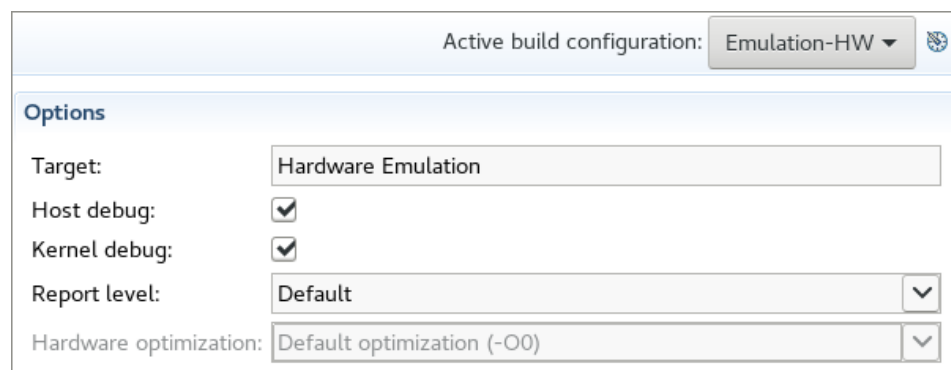 Active build configuration: Emulation-HW
Options
Target: Hardware Emulation
Host debug:
Kernel debug:
Report level: Default
Hardware optimization: Default optimization (-O0)